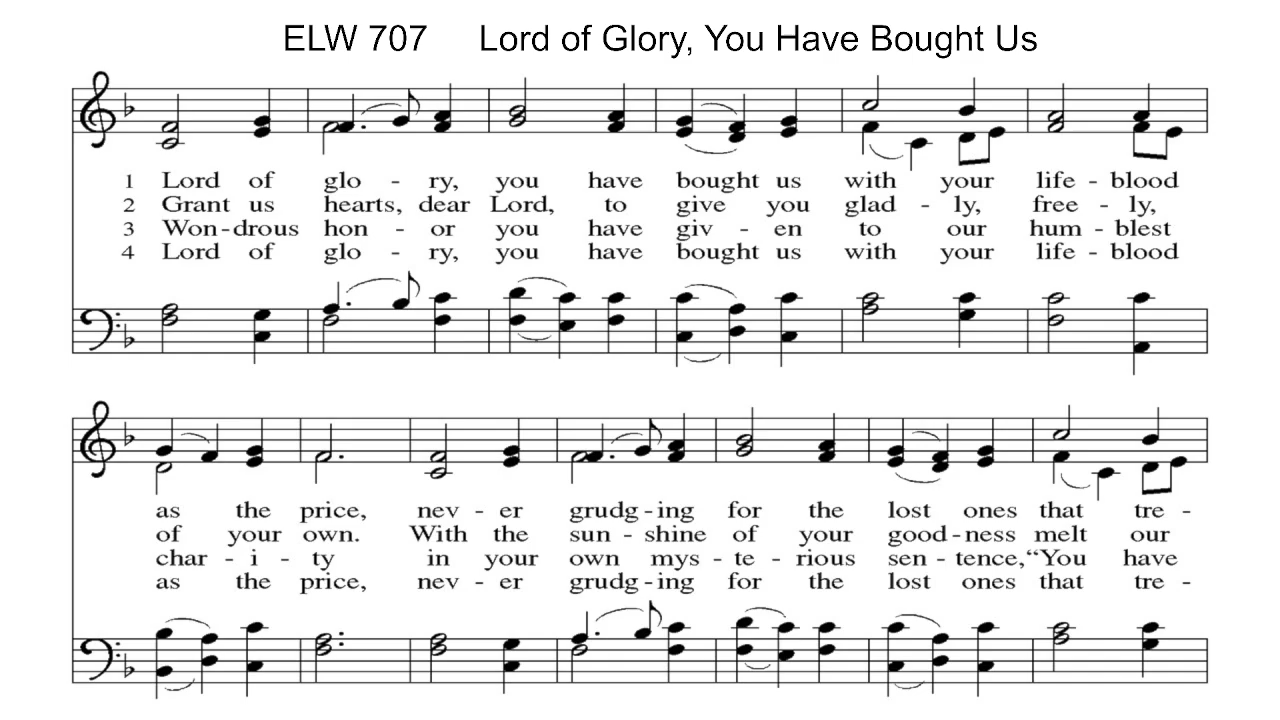 ELW 707 Lord of Glory, You Have Bought Us
1 Lord of glo - ry, you have bought us with your life - blood
2 Grant us hearts, dear Lord, to give you glad - ly, free - ly,
3 Won - drous hon - or you have giv - en to our hum - blest
4 Lord of glo - ry, you have bought us with your life - blood
as the price, nev - er grudg - ing for the lost ones that tre -
of your own. With the sun - shine of your good - ness melt our
char - i - ty in your own mys - te - rious sen - tence, “You have
as the price, nev - er grudg - ing for the lost ones that tre -